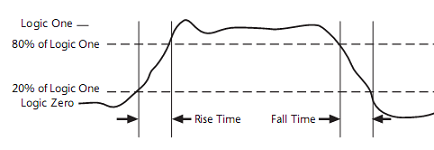 Logic One
80% of Logic One
20% of Logic One
Logic Zero
Rise Time
Fall Time